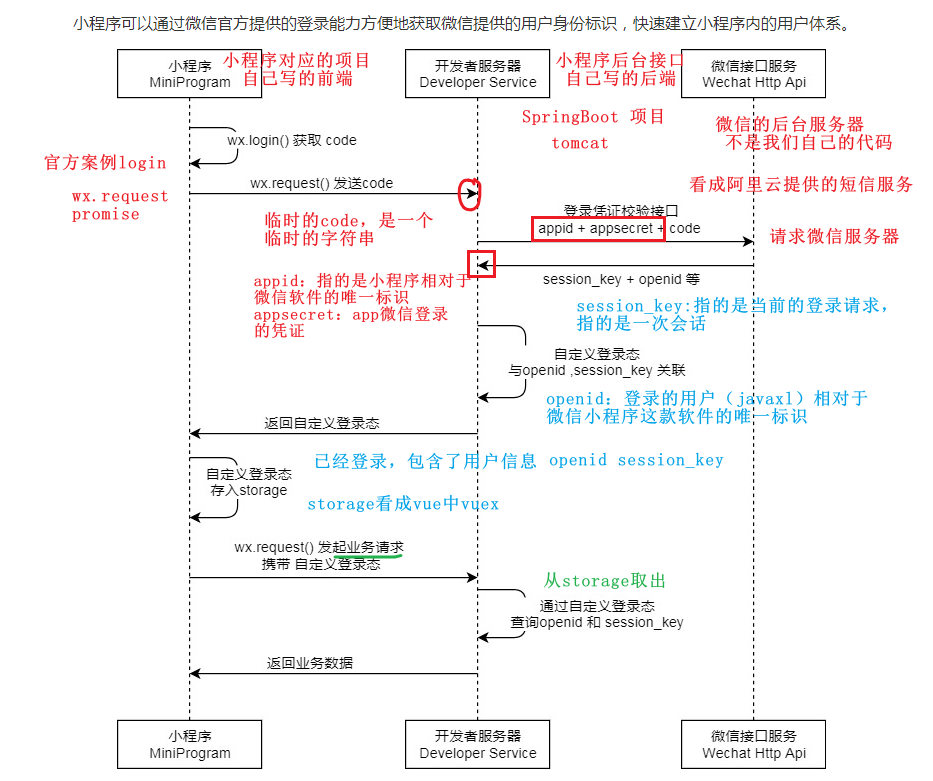 小程序可以通过微信官方提供的登录能力方便地获取微信提供的用户身份标识，快速建立小程序内的用户体系。
小程序
MiniProgram
小程序对应的项目
自己写的前端
开发者服务器
Developer Service
小程序后台接口
自己写的后端
微信接口服务
Wechat Http Api
SpringBoot 项目
tomcat
微信的后台服务器
不是我们自己的代码
wx.login() 获取 code
官方案例login
wx.request() 发送code
wx.request
promise
看成阿里云提供的短信服务
临时的code，是一个
临时的字符串
登录凭证校验接口
appid + appsecret + code
请求微信服务器
session_key + openid 等
appid：指的是小程序相对于
微信软件的唯一标识
appsecret：app微信登录
的凭证
session_key:指的是当前的登录请求，
指的是一次会话
自定义登录态
与openid ,session_key 关联
openid：登录的用户（javaxl）相对于
微信小程序这款软件的唯一标识
返回自定义登录态
已经登录，包含了用户信息 openid session_key
自定义登录态
存入storage
storage看成vue中vuex
wx.request() 发起业务请求
携带 自定义登录态
从storage取出
通过自定义登录态
查询openid 和 session_key
返回业务数据
小程序
MiniProgram
开发者服务器
Developer Service
微信接口服务
Wechat Http Api